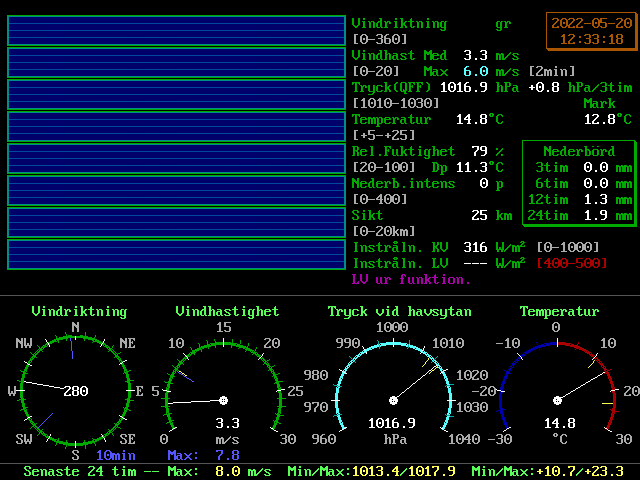 Vindriktning gr
[0-360]
2022-05-20
12:33:18
Vindhast Med 3.3 m/s
[0-20] Max 6.0 m/s [2min]
Tryck(QFF) 1016.9 hPa +0.8 hPa/3tim
[1010-1030] Mark
Temperatur 14.8°C 12.8°C
[+5-+25]
Rel.Fuktighet 79 %
[20-100] Dp 11.3°C
Nederb.intens 0 p
[0-400]
Sikt 25 km
[0-20km]
Nederbörd
3tim 0.0 mm
6tim 0.0 mm
12tim 1.3 mm
24tim 1.9 mm
Instråln. KV 316 W/m² [0-1000]
Instråln. LV --- W/m² [400-500]
LV ur funktion.
Vindriktning
N
NW NE
W 280 E
SW SE
S 10min
Vindhastighet
15
10 20
5 25
3.3
0 m/s 30
Max: 7.8
Tryck vid havsytan
1000
990 1010
980 1020
970 1030
1016.9
960 hPa 1040
Temperatur
0
-10 10
-20 20
14.8
-30 °C 30
Senaste 24 tim -- Max: 8.0 m/s Min/Max:1013.4/1017.9 Min/Max:+10.7/+23.3